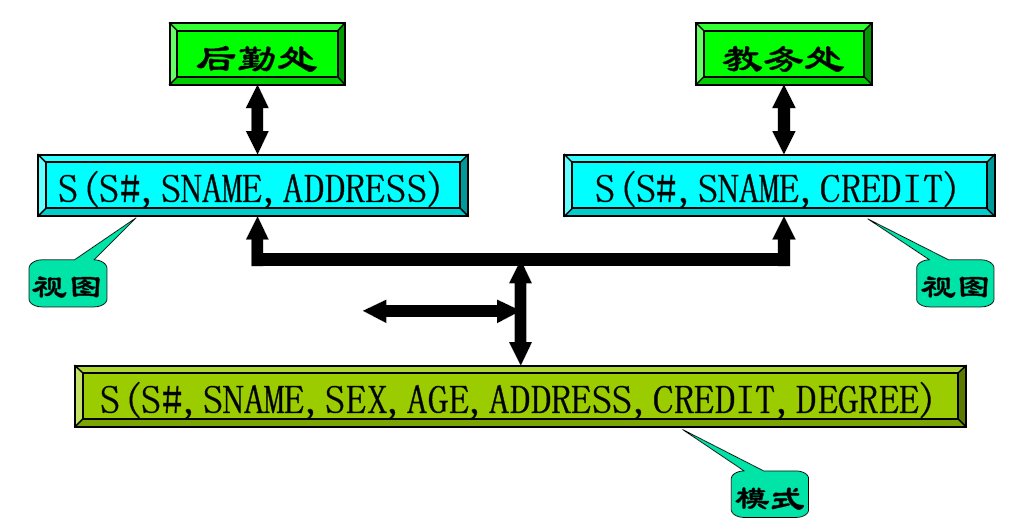 后勤处
教务处
S(S#,SNAME,ADDRESS)
S(S#,SNAME,CREDIT)
视图
视图
S(S#,SNAME,SEX,AGE,ADDRESS,CREDIT,DEGREE)
模式